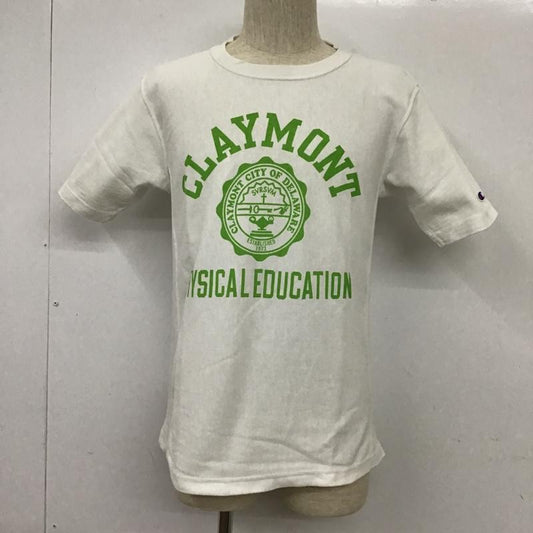 CLAYMONT
CLAYMONT CITY OF DELAWARE
ESTABLISHED
YSICAL EDUCATION